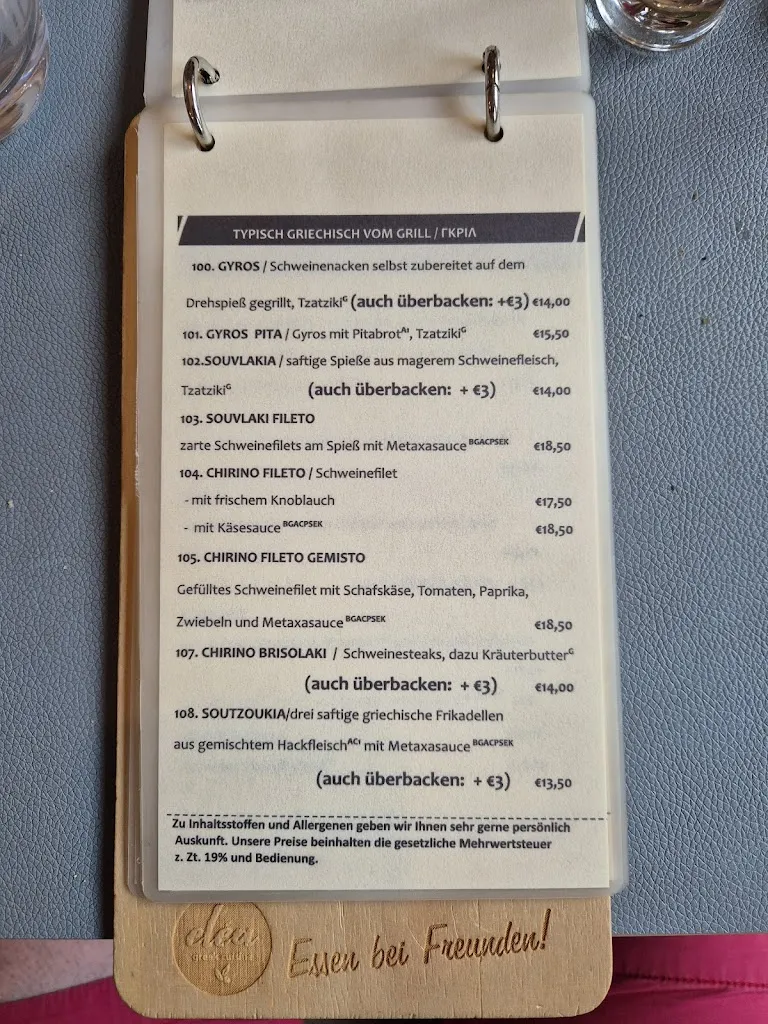 TYPISCH GRIECHISCH VOM GRILL / ΓΚΡΙΛ
100. GYROS / Schweinenacken selbst zubereitet auf dem
Drehspieß gegrillt, Tzatziki^G (auch überbacken: +€3) €14,00
101. GYROS PITA / Gyros mit Pitabrot^A1, Tzatziki^G €15,50
102.SOUVLAKIA / saftige Spieße aus magerem Schweinefleisch,
Tzatziki^G (auch überbacken: + €3) €14,00
103. SOUVLAKI FILETO
zarte Schweinefilets am Spieß mit Metaxasauce ^BGACPSEK €18,50
104. CHIRINO FILETO / Schweinefilet
- mit frischem Knoblauch €17,50
- mit Käsesauce ^BGACPSEK €18,50
105. CHIRINO FILETO GEMISTO
Gefülltes Schweinefilet mit Schafskäse, Tomaten, Paprika,
Zwiebeln und Metaxasauce ^BGACPSEK €18,50
107. CHIRINO BRISOLAKI / Schweinesteaks, dazu Kräuterbutter^G
(auch überbacken: + €3) €14,00
108. SOUTZOUKIA/drei saftige griechische Frikadellen
aus gemischtem Hackfleisch^AC1 mit Metaxasauce ^BGACPSEK
(auch überbacken: + €3) €13,50
Zu Inhaltsstoffen und Allergenen geben wir Ihnen sehr gerne persönlich
Auskunft. Unsere Preise beinhalten die gesetzliche Mehrwertsteuer
z. Zt. 19% und Bedienung.
elea
Essen bei Freunden!